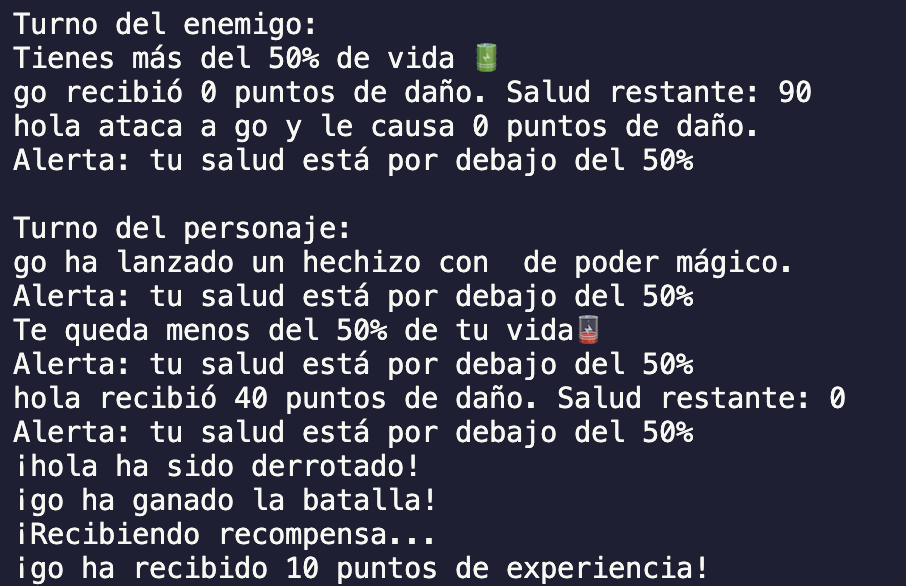 Turno del enemigo:
Tienes más del 50% de vida 🔋
go recibió 0 puntos de daño. Salud restante: 90
hola ataca a go y le causa 0 puntos de daño.
Alerta: tu salud está por debajo del 50%

Turno del personaje:
go ha lanzado un hechizo con  de poder mágico.
Alerta: tu salud está por debajo del 50%
Te queda menos del 50% de tu vida🪫
Alerta: tu salud está por debajo del 50%
hola recibió 40 puntos de daño. Salud restante: 0
Alerta: tu salud está por debajo del 50%
¡hola ha sido derrotado!
¡go ha ganado la batalla!
¡Recibiendo recompensa...
¡go ha recibido 10 puntos de experiencia!